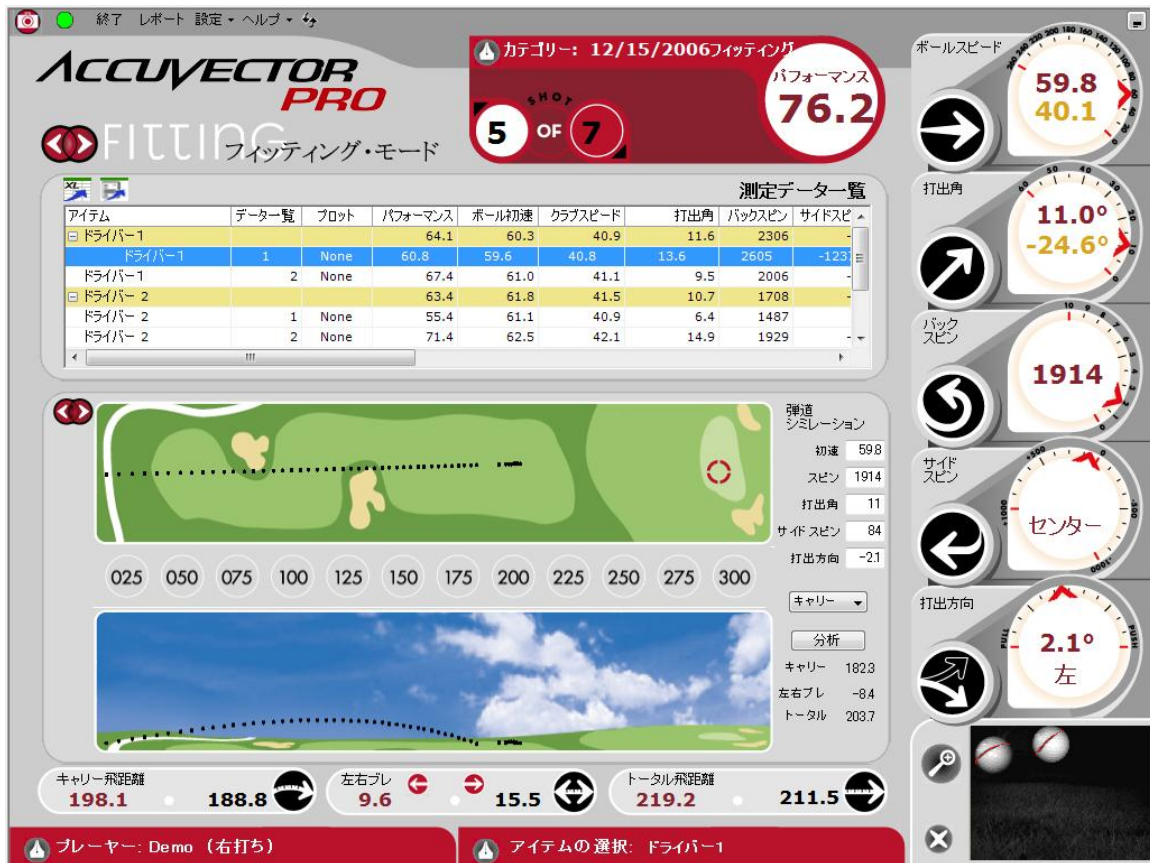 終了 レポート 設定 ヘルプ
ACCUVECTOR
PRO
FITTING
フィッティング・モード
カテゴリー: 12/15/2006フィッティング
SHOT
5 OF 7
パフォーマンス
76.2
XL
測定データ一覧
アイテム データー覧 プロット パフォーマンス ボール初速 クラブスピード 打出角 バックスピン サイドスピ
ドライバー1 64.1 60.3 40.9 11.6 2306 -
ドライバー1 1 None 60.8 59.6 40.8 13.6 2605 -123
ドライバー1 2 None 67.4 61.0 41.1 9.5 2006 -
ドライバー 2 63.4 61.8 41.5 10.7 1708 -
ドライバー 2 1 None 55.4 61.1 40.9 6.4 1487
ドライバー 2 2 None 71.4 62.5 42.1 14.9 1929 -
弾道
シミレーション
初速 59.8
スピン 1914
打出角 11
サイドスピン 84
打出方向 -2.1
025 050 075 100 125 150 175 200 225 250 275 300
キャリー
分析
キャリー 182.3
左右ブレ -8.4
トータル 203.7
キャリー飛距離
198.1 188.8
左右ブレ
9.6 15.5
トータル飛距離
219.2 211.5
プレーヤー: Demo (右打ち)
アイテムの選択: ドライバー1
ボールスピード
59.8
40.1
打出角
11.0°
-24.6°
バック
スピン
1914
サイド
スピン
+500 0 -500
+1000 -1000
センター
打出方向
PULL PUSH
2.1°
左